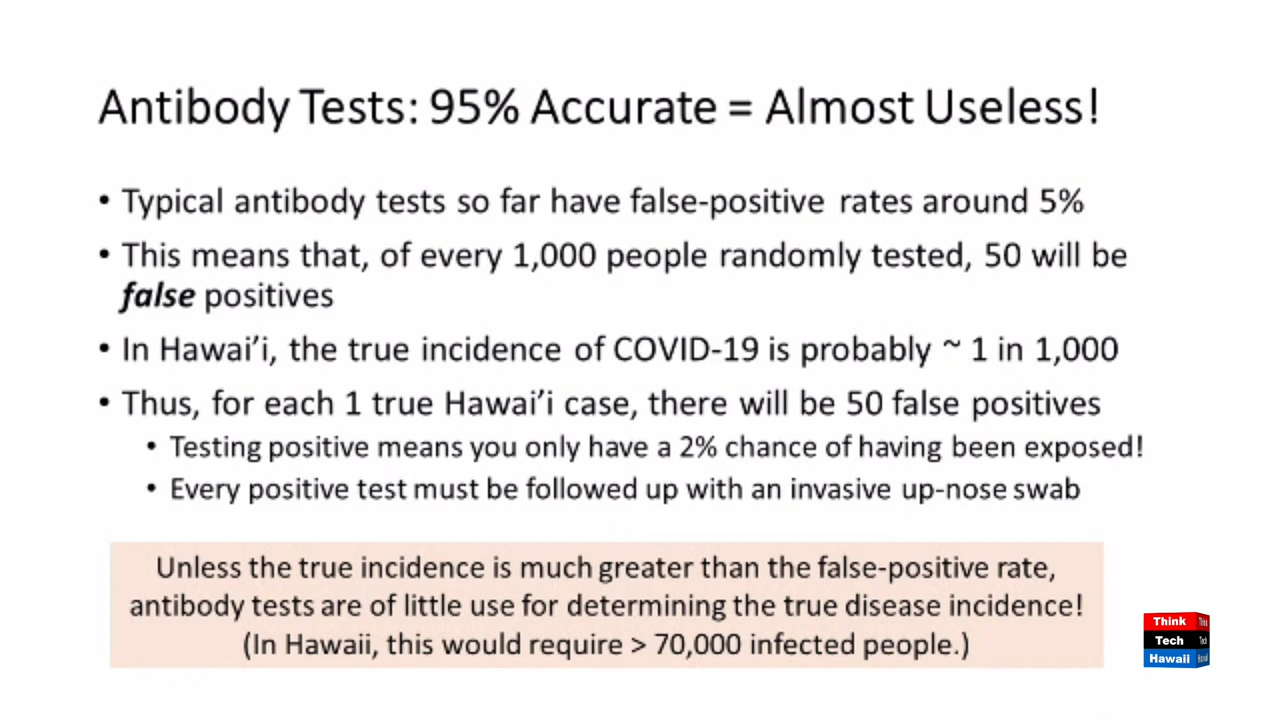 Antibody Tests: 95% Accurate = Almost Useless!
• Typical antibody tests so far have false-positive rates around 5%
• This means that, of every 1,000 people randomly tested, 50 will be
false positives
• In Hawai’i, the true incidence of COVID-19 is probably ~ 1 in 1,000
• Thus, for each 1 true Hawai’i case, there will be 50 false positives
• Testing positive means you only have a 2% chance of having been exposed!
• Every positive test must be followed up with an invasive up-nose swab
Unless the true incidence is much greater than the false-positive rate,
antibody tests are of little use for determining the true disease incidence!
(In Hawaii, this would require > 70,000 infected people.)
Think
Tech
Hawaii